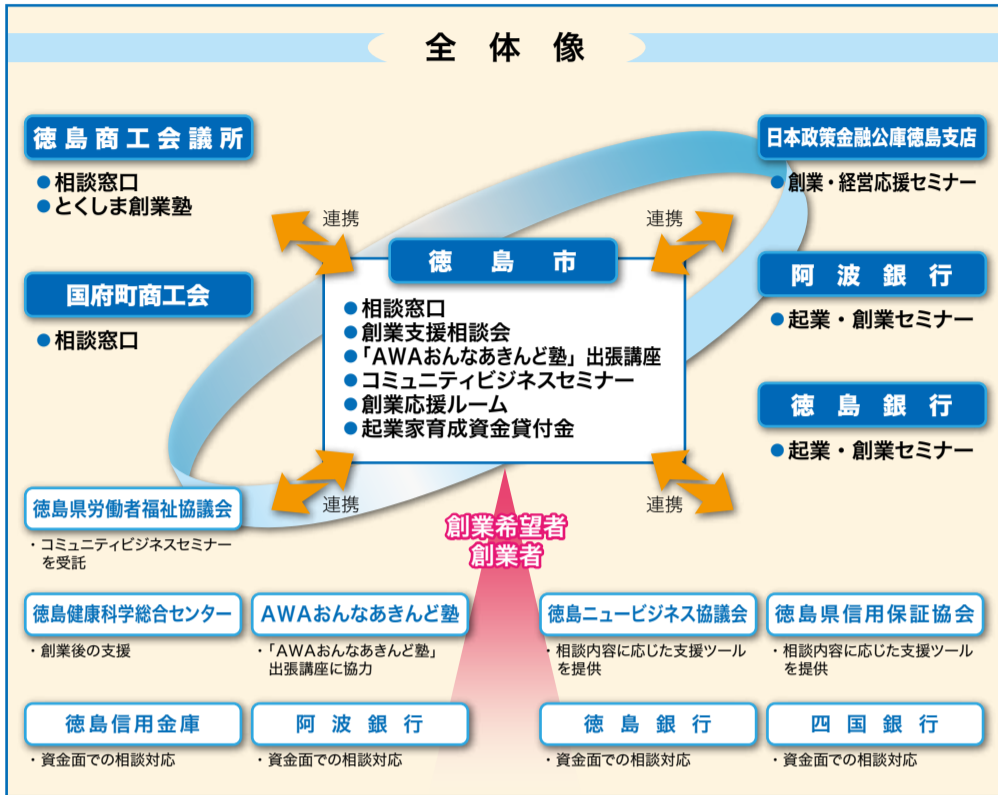 全体像
徳島商工会議所
●相談窓口
●とくしま創業塾
国府町商工会
●相談窓口
連携
連携
徳島市
●相談窓口
●創業支援相談会
●「AWAおんなあきんど塾」出張講座
●コミュニティビジネスセミナー
●創業応援ルーム
●起業家育成資金貸付金
日本政策金融公庫徳島支店
●創業・経営応援セミナー
阿波銀行
●起業・創業セミナー
徳島銀行
●起業・創業セミナー
連携
連携
創業希望者
創業者
徳島県労働者福祉協議会
・コミュニティビジネスセミナー
を受託
徳島健康科学総合センター
・創業後の支援
AWAおんなあきんど塾
・「AWAおんなあきんど塾」
出張講座に協力
徳島ニュービジネス協議会
・相談内容に応じた支援ツール
を提供
徳島県信用保証協会
・相談内容に応じた支援ツール
を提供
徳島信用金庫
・資金面での相談対応
阿波銀行
・資金面での相談対応
徳島銀行
・資金面での相談対応
四国銀行
・資金面での相談対応